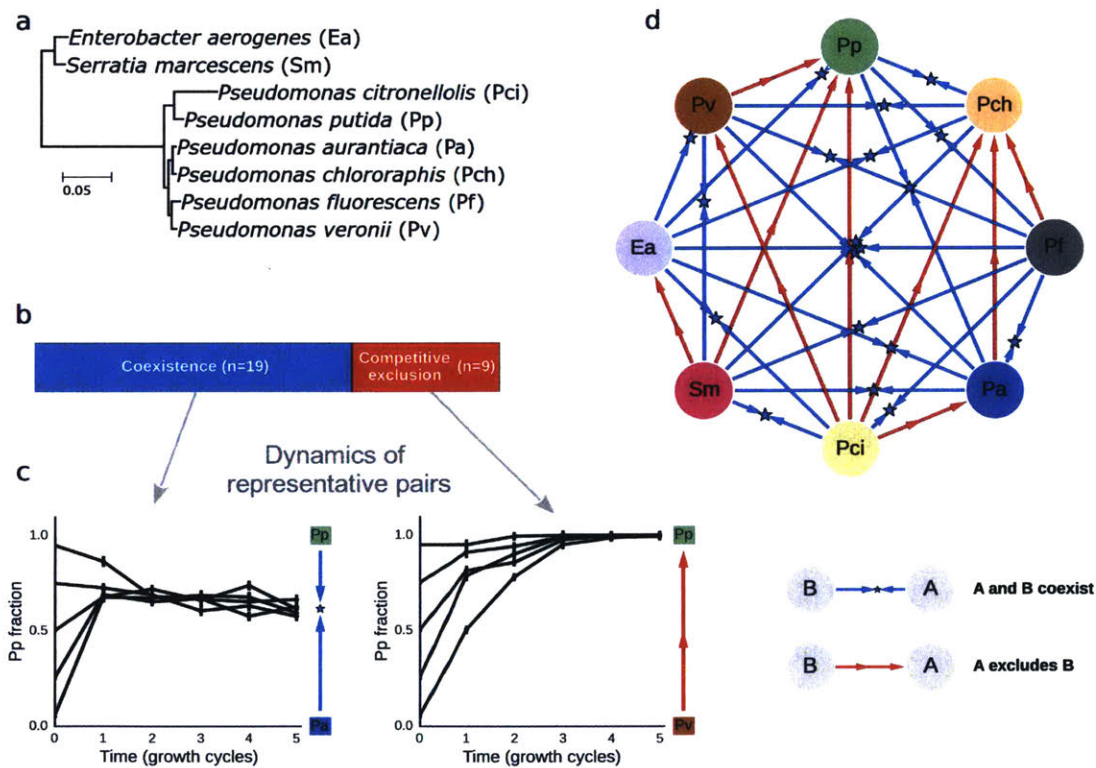 a
Enterobacter aerogenes (Ea)
Serratia marcescens (Sm)
Pseudomonas citronellolis (Pci)
Pseudomonas putida (Pp)
Pseudomonas aurantiaca (Pa)
Pseudomonas chlororaphis (Pch)
Pseudomonas fluorescens (Pf)
Pseudomonas veronii (Pv)
0.05
b
Coexistence (n=19)
Competitive exclusion (n=9)
Dynamics of
representative pairs
c
Pp fraction
1.0
0.5
0.0
0 1 2 3 4 5
Time (growth cycles)
Pp
Pa
Pp fraction
1.0
0.5
0.0
0 1 2 3 4 5
Time (growth cycles)
Pp
Pv
d
Pp
Pv
Pch
Ea
Pf
Sm
Pa
Pci
B A A and B coexist
B A A excludes B